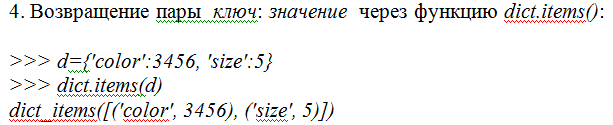 4. Возвращение пары ключ: значение через функцию dict.items():
>>> d={'color':3456, 'size':5}
>>> dict.items(d)
dict_items([('color', 3456), ('size', 5)])